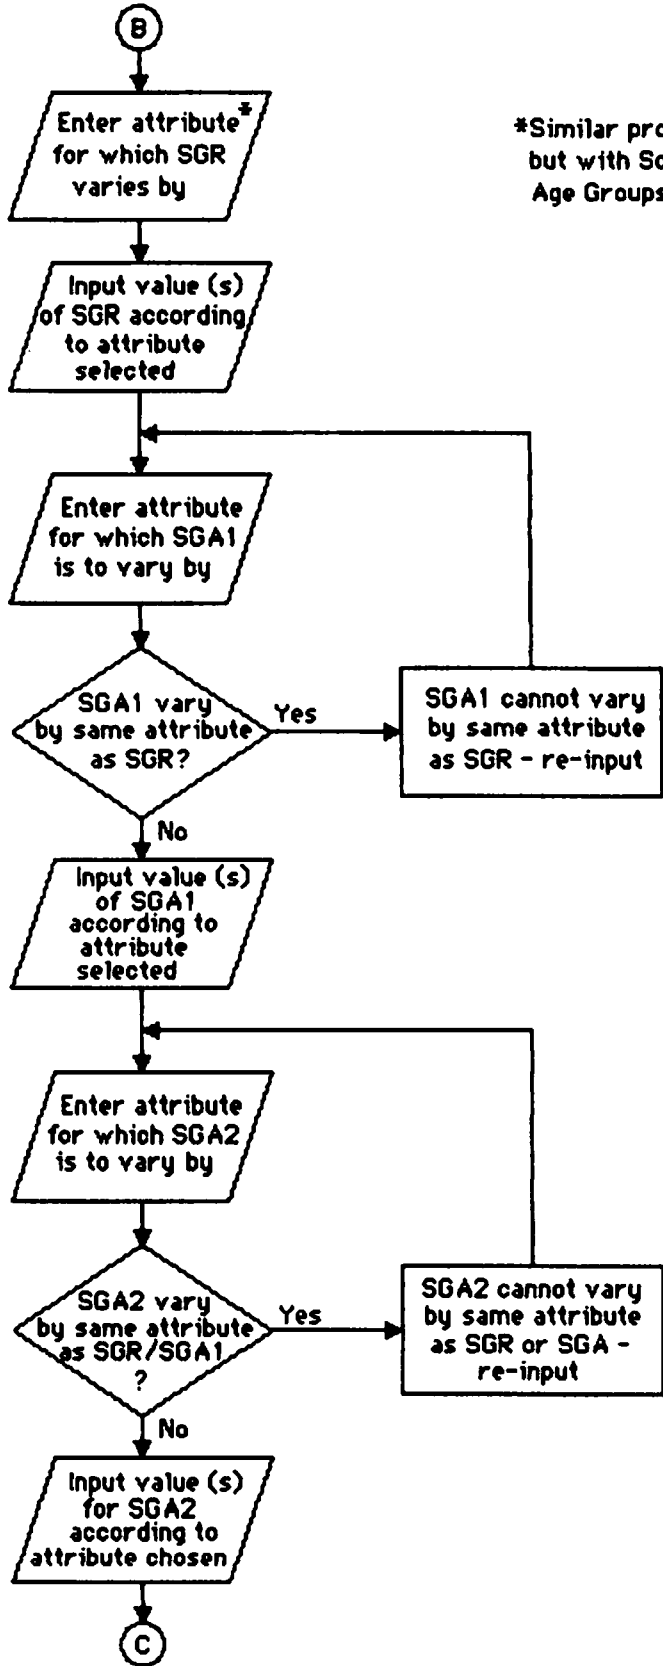 B
Enter attribute*
for which SGR
varies by
*Similar pro
but with So
Age Groups
Input value (s)
of SGR according
to attribute
selected
Enter attribute
for which SGA1
is to vary by
SGA1 vary
by same attribute
as SGR?
Yes
SGA1 cannot vary
by same attribute
as SGR - re-input
No
Input value (s)
of SGA1
according to
attribute
selected
Enter attribute
for which SGA2
is to vary by
SGA2 vary
by same attribute
as SGR/SGA1
?
Yes
SGA2 cannot vary
by same attribute
as SGR or SGA -
re-input
No
Input value (s)
for SGA2
according to
attribute chosen
C